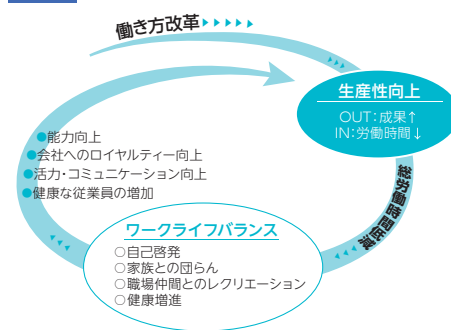 働き方改革
生産性向上
OUT:成果↑
IN:労働時間↓
総労働時間低減
ワークライフバランス
○自己啓発
○家族との団らん
○職場仲間とのレクリエーション
○健康増進
●能力向上
●会社へのロイヤルティー向上
●活力・コミュニケーション向上
●健康な従業員の増加